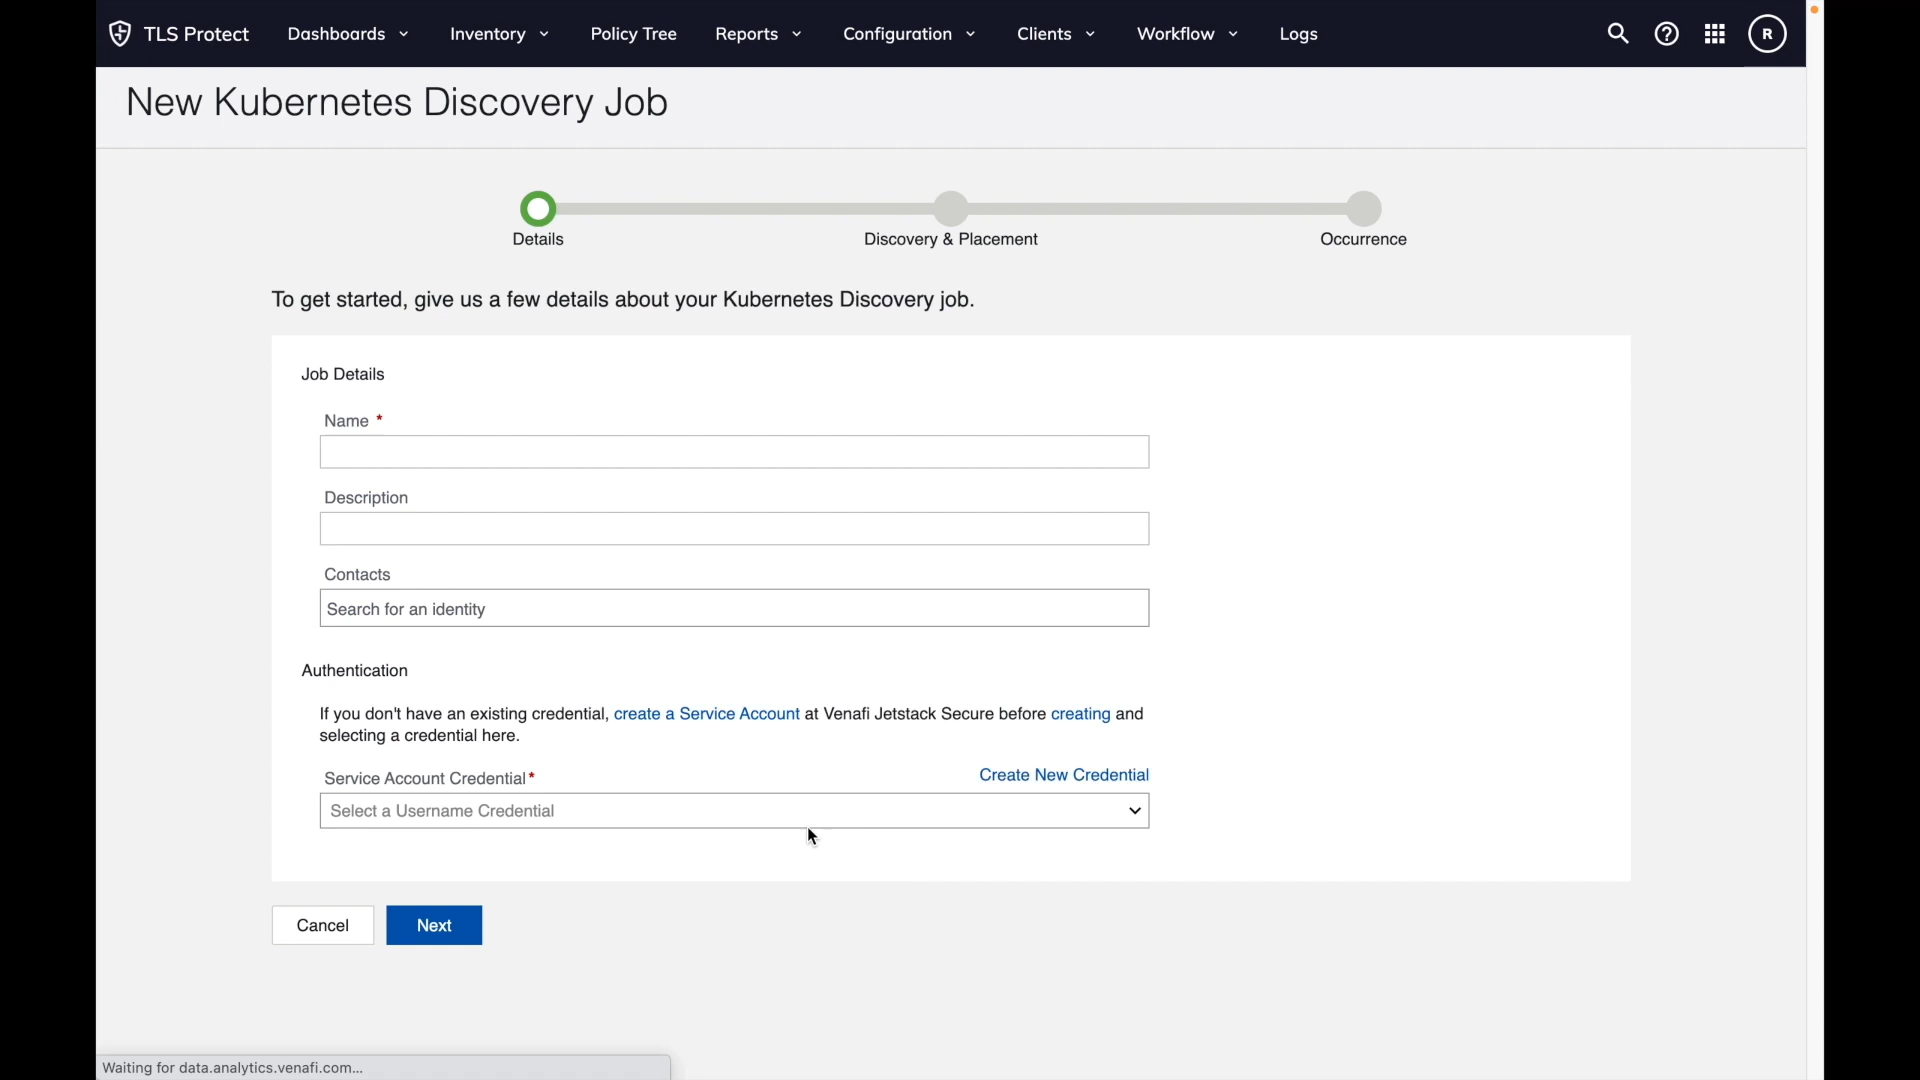 TLS Protect Dashboards Inventory Policy Tree Reports Configuration Clients Workflow Logs R
New Kubernetes Discovery Job
Details Discovery & Placement Occurrence
To get started, give us a few details about your Kubernetes Discovery job.
Job Details
Name *
Description
Contacts
Search for an identity
Authentication
If you don't have an existing credential, create a Service Account at Venafi Jetstack Secure before creating and
selecting a credential here.
Service Account Credential* Create New Credential
Select a Username Credential
Cancel Next
Waiting for data.analytics.venafi.com...